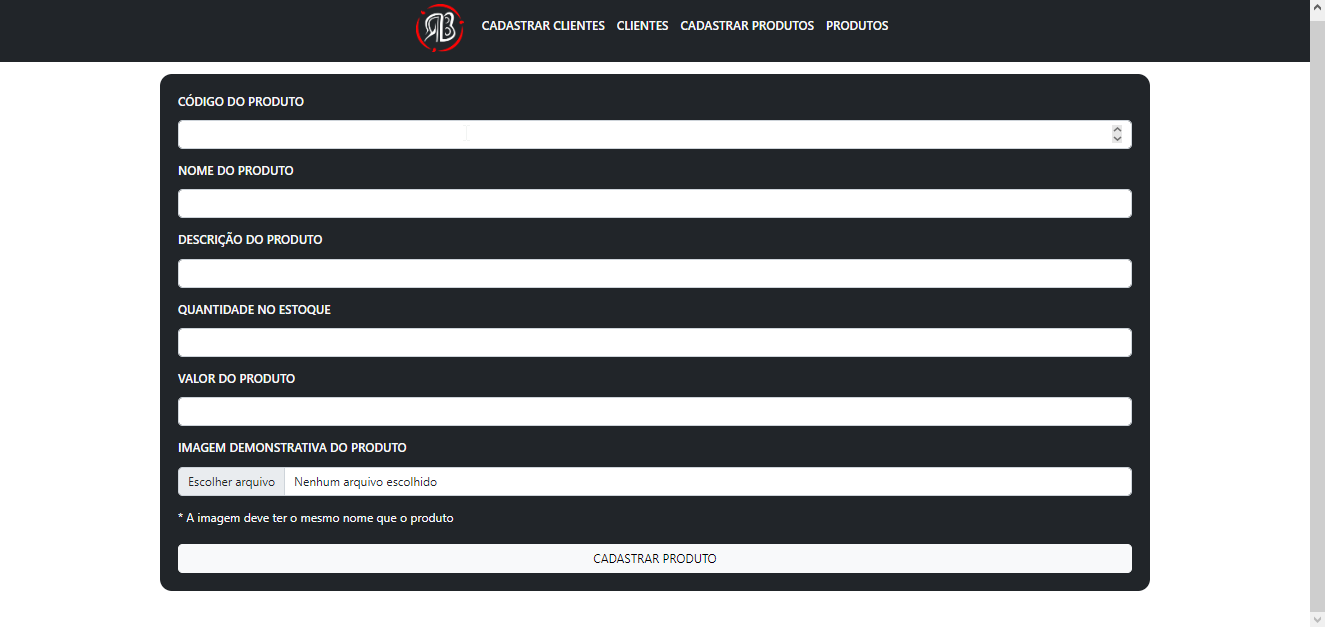 RB
CADASTRAR CLIENTES CLIENTES CADASTRAR PRODUTOS PRODUTOS
CÓDIGO DO PRODUTO
NOME DO PRODUTO
DESCRIÇÃO DO PRODUTO
QUANTIDADE NO ESTOQUE
VALOR DO PRODUTO
IMAGEM DEMONSTRATIVA DO PRODUTO
Escolher arquivo Nenhum arquivo escolhido
* A imagem deve ter o mesmo nome que o produto
CADASTRAR PRODUTO